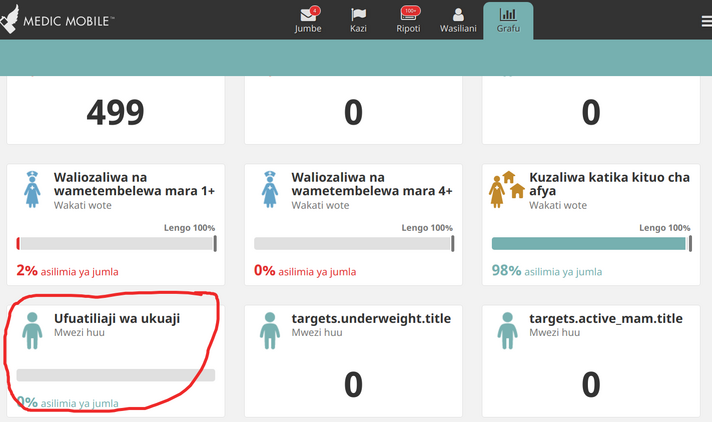 MEDIC MOBILE™
4
100+
Jumbe
Kazi
Ripoti
Wasiliani
Grafu
499
0
0
Waliozaliwa na
wametembelewa mara 1+
Wakati wote
Lengo 100%
2% asilimia ya jumla
Waliozaliwa na
wametembelewa mara 4+
Wakati wote
Lengo 100%
0% asilimia ya jumla
Kuzaliwa katika kituo cha
afya
Wakati wote
Lengo 100%
98% asilimia ya jumla
Ufuatiliaji wa ukuaji
Mwezi huu
0% asilimia ya jumla
targets.underweight.title
Mwezi huu
0
targets.active_mam.title
Mwezi huu
0